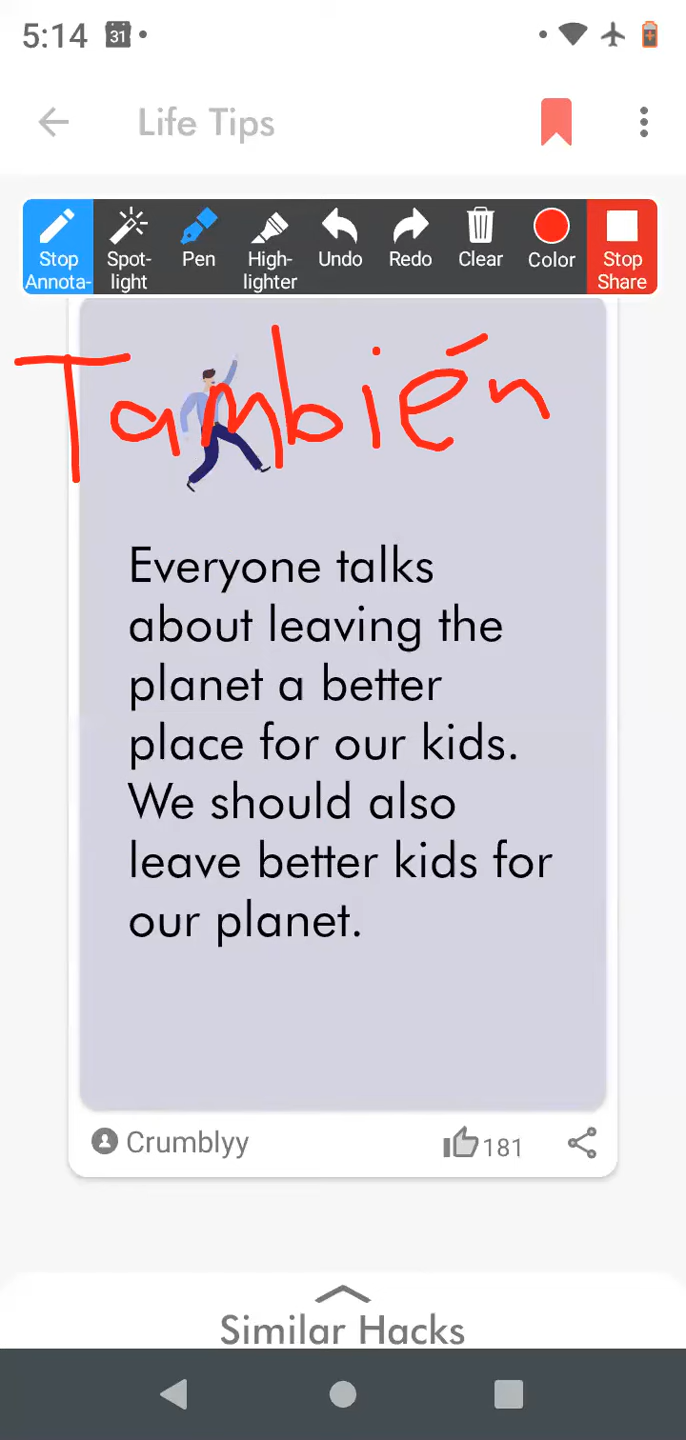 5:14 31
Life Tips
Stop Annota-
Spot-light
Pen
High-lighter
Undo
Redo
Clear
Color
Stop Share
También
Everyone talks
about leaving the
planet a better
place for our kids.
We should also
leave better kids for
our planet.
Crumblyy 181
Similar Hacks